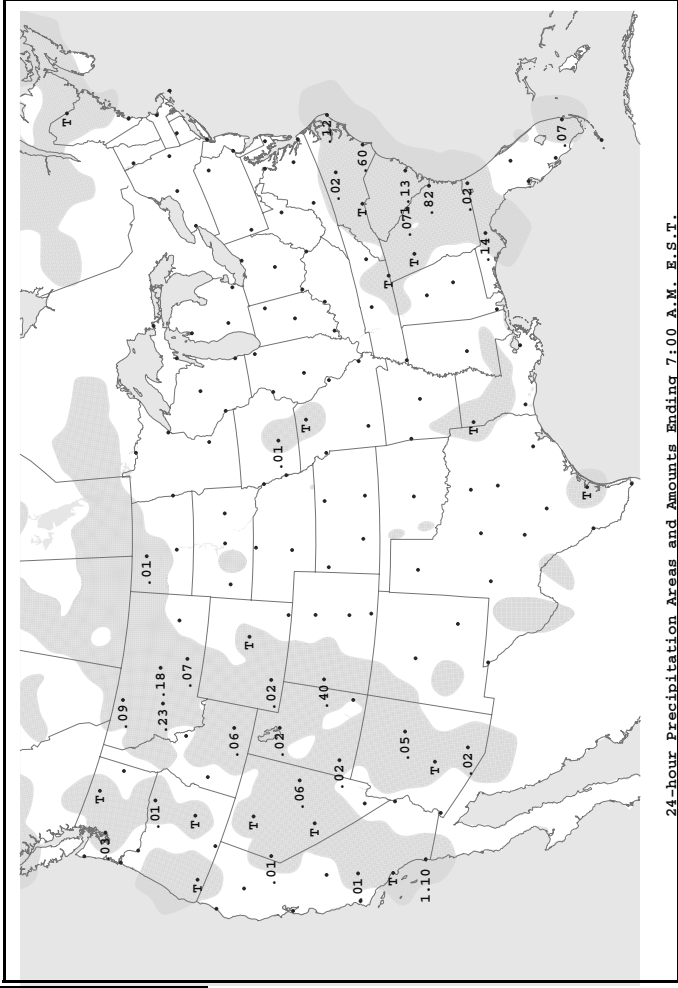 T
T
.03
.09
.01
.01
.23 .18
.07
T
T
.06
T
T
.01
.02
.01
.02
.06
T
T
.40
.12
.02
.02
.01
T .60
T
T
.05
.07 1.13
T
1.10
.82
T
.02
.02
T
.14
.07
T
24-hour Precipitation Areas and Amounts Ending 7:00 A.M. E.S.T.